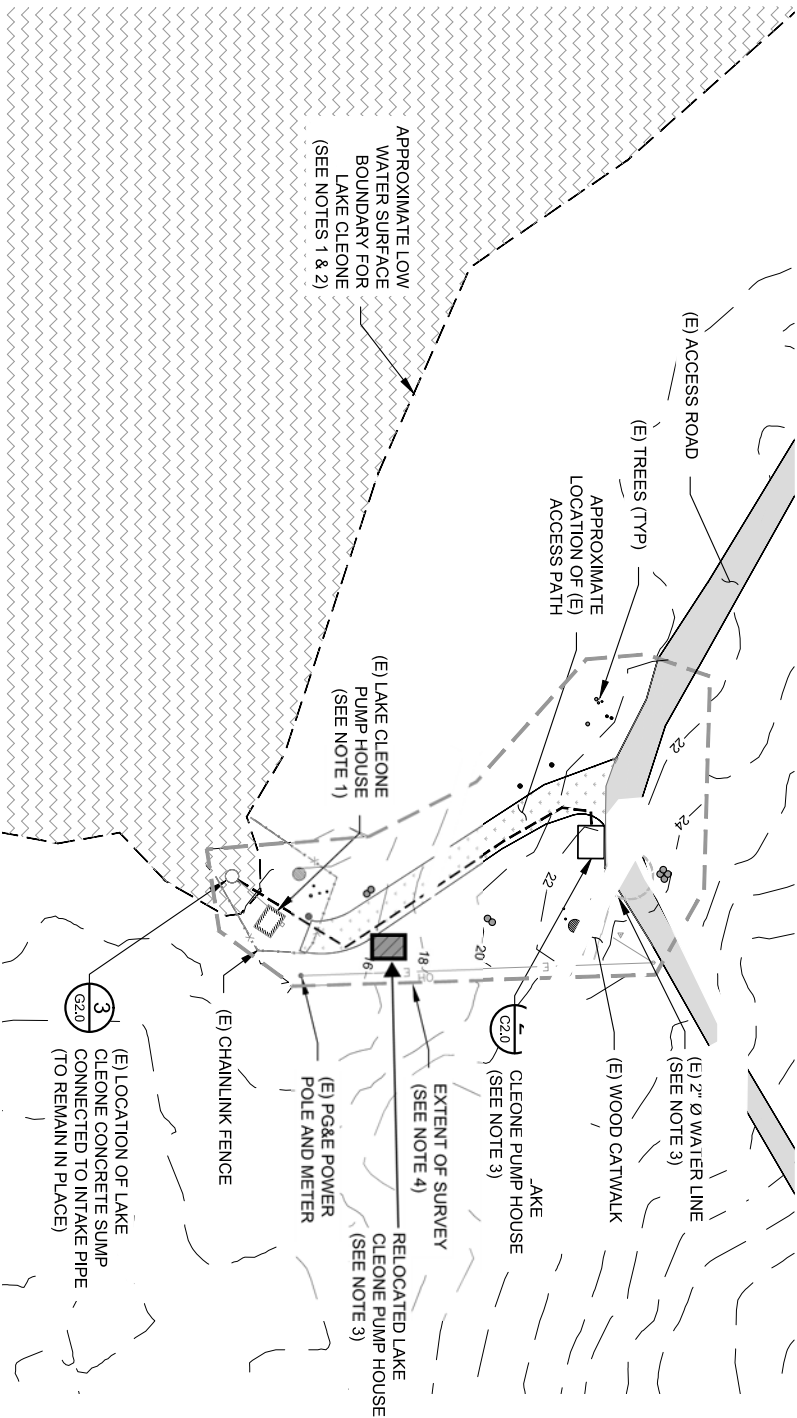 APPROXIMATE LOW
WATER SURFACE
BOUNDARY FOR
LAKE CLEONE
(SEE NOTES 1 & 2)
(E) ACCESS ROAD
(E) TREES (TYP)
APPROXIMATE
LOCATION OF (E)
ACCESS PATH
(E) LAKE CLEONE
PUMP HOUSE
(SEE NOTE 1)
22
24
22
20
18
16
E
OH
E
(E) 2" Ø WATER LINE
(SEE NOTE 3)
(E) WOOD CATWALK
AKE
CLEONE PUMP HOUSE
(SEE NOTE 3)
C2.0
EXTENT OF SURVEY
(SEE NOTE 4)
RELOCATED LAKE
CLEONE PUMP HOUSE
(SEE NOTE 3)
(E) PG&E POWER
POLE AND METER
(E) CHAINLINK FENCE
3
G2.0
(E) LOCATION OF LAKE
CLEONE CONCRETE SUMP
CONNECTED TO INTAKE PIPE
(TO REMAIN IN PLACE)